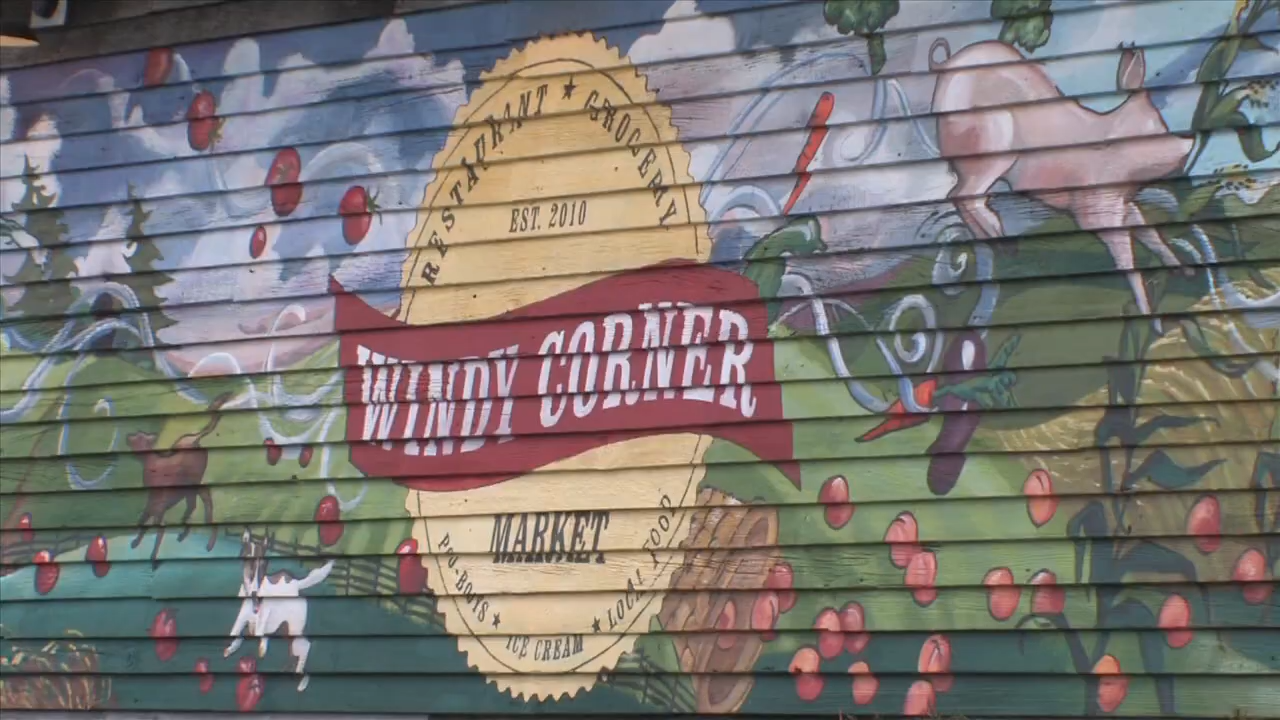 RESTAURANT ★ GROCERY
EST. 2010
WINDY CORNER
MARKET
PO-BOYS ★ ICE CREAM ★ LOCAL FOOD